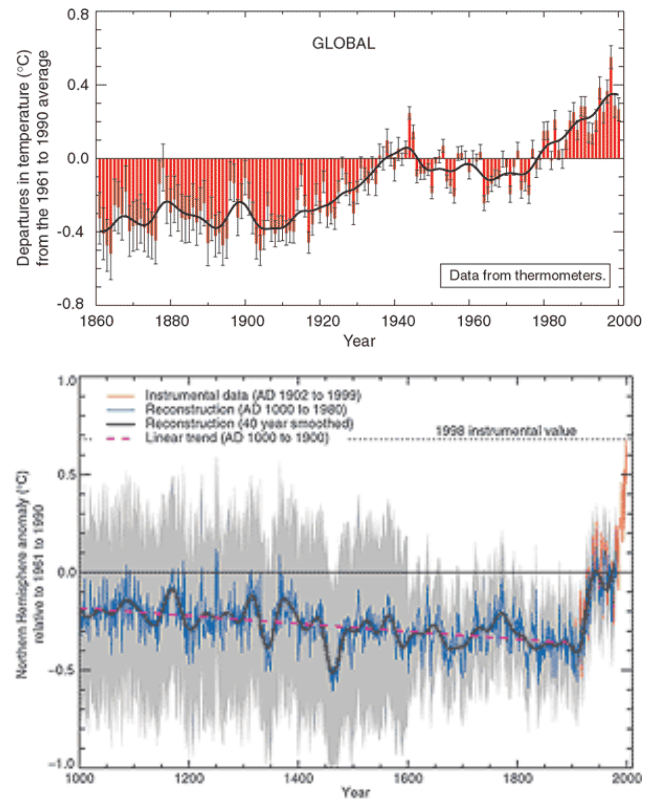 0.8
GLOBAL
0.4
0.0
-0.4
-0.8
Departures in temperature (°C)
from the 1961 to 1990 average
Data from thermometers.
1860 1880 1900 1920 1940 1960 1980 2000
Year
1.0
Instrumental data (AD 1902 to 1999)
Reconstruction (AD 1000 to 1980)
Reconstruction (40 year smoothed)
Linear trend (AD 1000 to 1900)
1998 instrumental value
0.5
0.0
-0.5
-1.0
Northern Hemisphere anomaly (°C)
relative to 1961 to 1990
1000 1200 1400 1600 1800 2000
Year